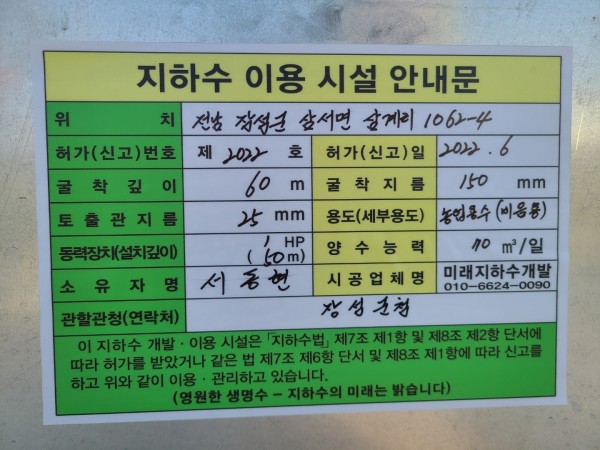 지하수 이용 시설 안내문
위 치 전남 장성군 삼서면 삼계리 1062-4
허가(신고)번호 제 2022 호 허가(신고)일 2022.6
굴착깊이 60 m 굴착지름 150 mm
토출관지름 25 mm 용도(세부용도) 농업용수(비음용)
동력장치(설치깊이) 1 HP (50m) 양수능력 70 m³/일
소유자명 서동현 시공업체명 미래지하수개발 010-6624-0090
관할관청(연락처) 장성군청
이 지하수 개발·이용 시설은 「지하수법」 제7조 제1항 및 제8조 제2항 단서에
따라 허가를 받았거나 같은 법 제7조 제6항 단서 및 제8조 제1항에 따라 신고를
하고 위와 같이 이용·관리하고 있습니다.
(영원한 생명수 – 지하수의 미래는 밝습니다)